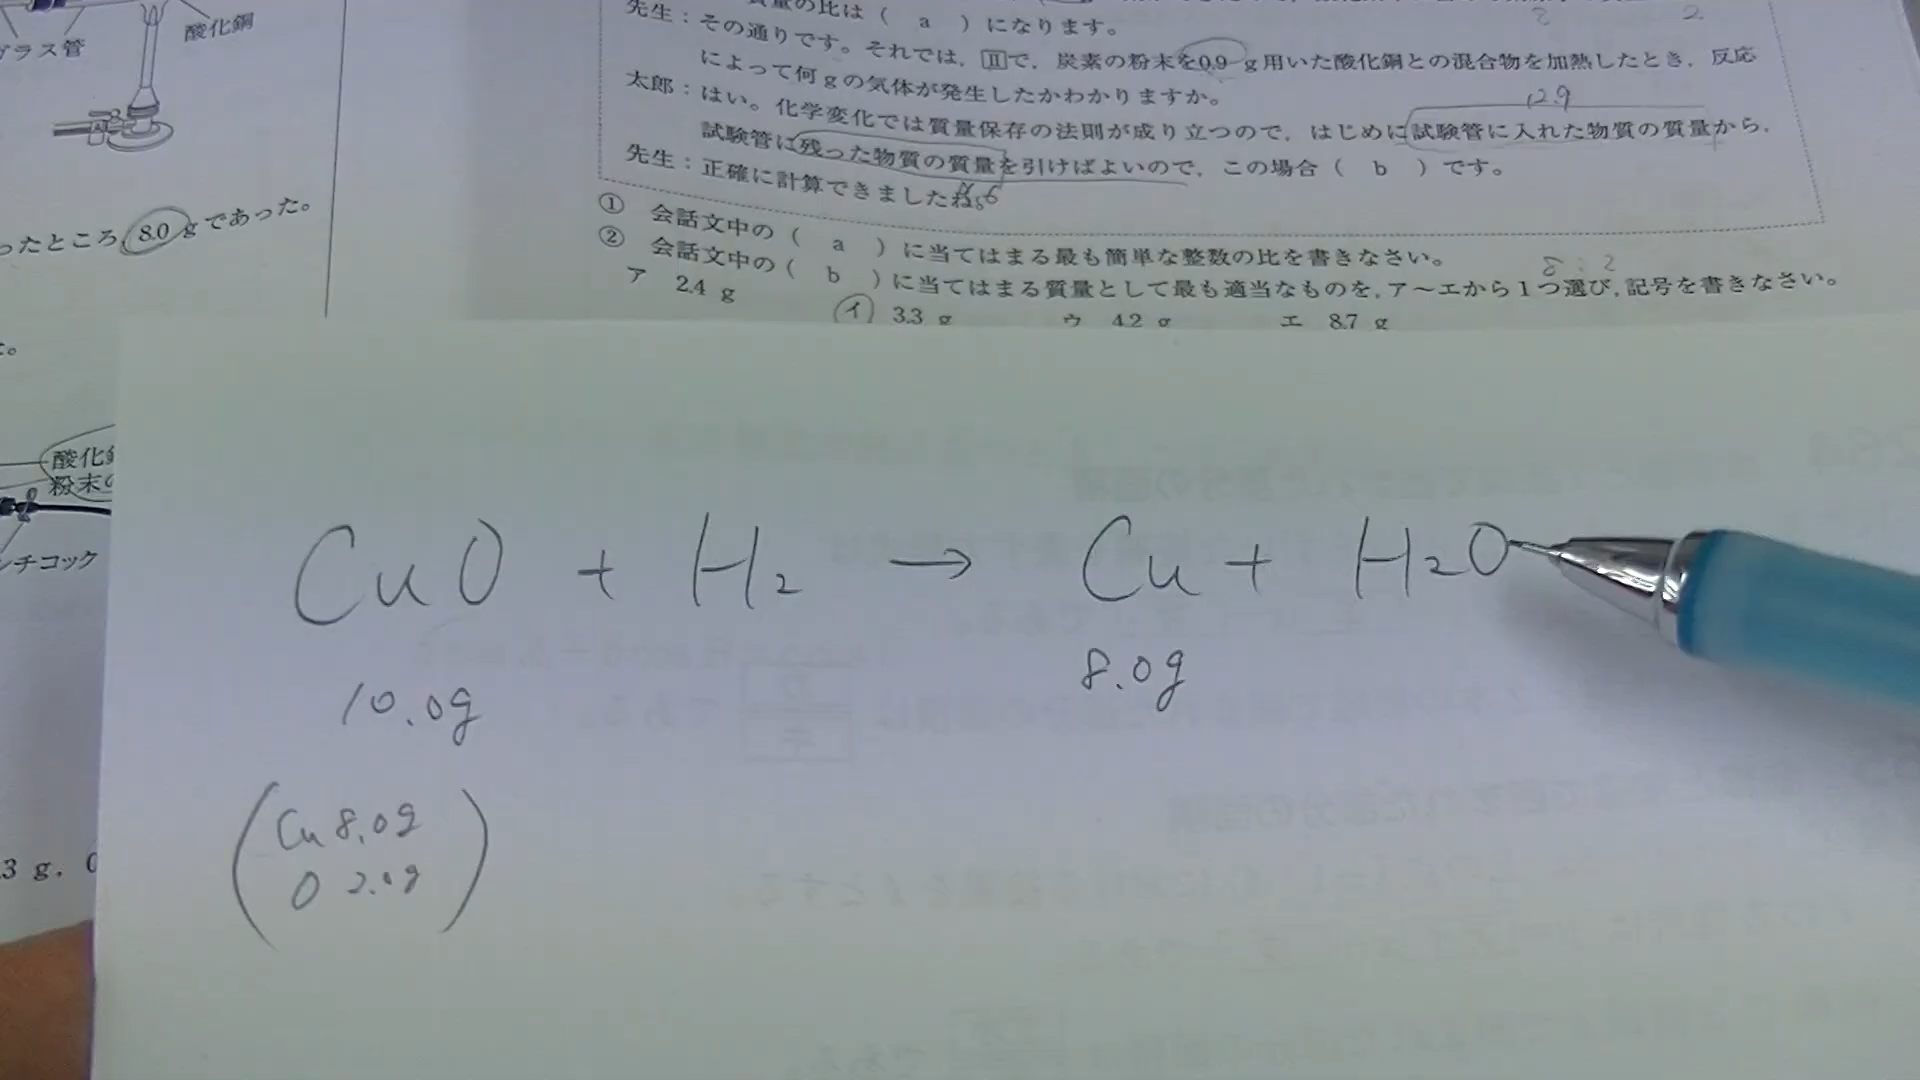 酸化銅
ガラス管
ったところ, 8.0 gであった。
質量の比は ( a ) になります。
先生：その通りです。それでは, Ⅱで, 炭素の粉末を0.9 g用いた酸化銅との混合物を加熱したとき, 反応
によって何gの気体が発生したかわかりますか。
12.9
太郎：はい。化学変化では質量保存の法則が成り立つので, はじめに試験管に入れた物質の質量から,
試験管に残った物質の質量を引けばよいので, この場合 ( b ) です。
先生：正確に計算できましたね。
① 会話文中の ( a ) に当てはまる最も簡単な整数の比を書きなさい。
8 : 2
② 会話文中の ( b ) に当てはまる質量として最も適当なものを, ア～エから1つ選び, 記号を書きなさい。
ア 2.4 g イ 3.3 g ウ 4.2 g エ 8.7 g
酸化
粉末の
ンチコック
3 g. 0
CuO + H2 → Cu + H2O
10.0g 8.0g
(Cu 8.0g
O 2.0g)